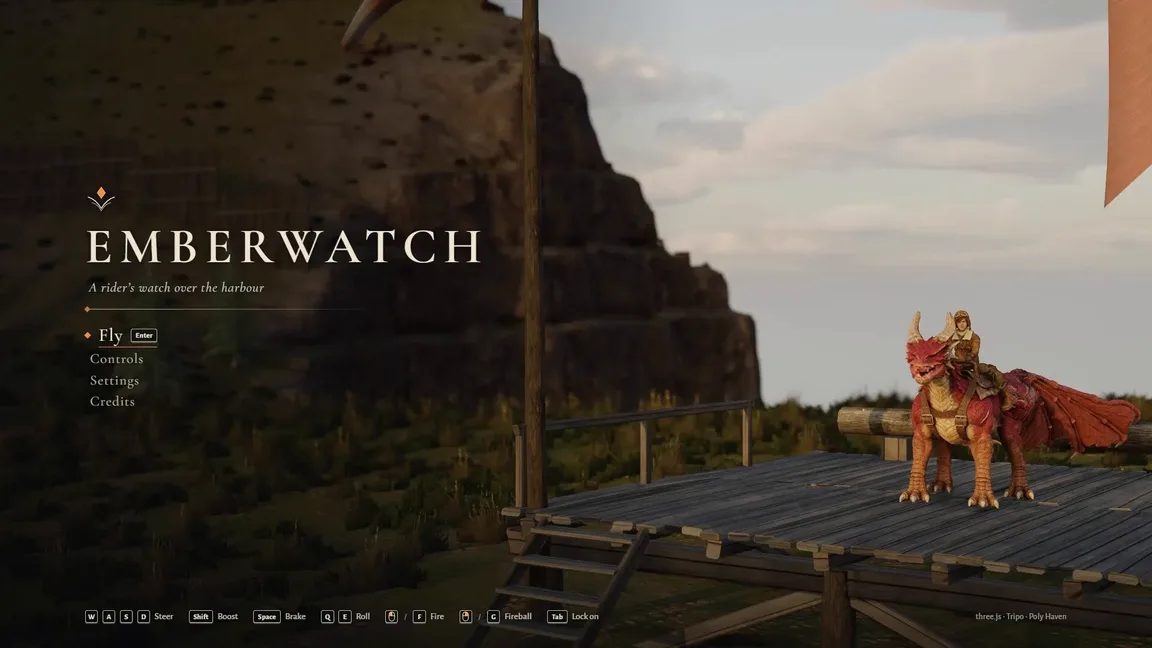 EMBERWATCH
A rider's watch over the harbour
Fly Enter
Controls
Settings
Credits
W A S D Steer Shift Boost Space Brake Q E Roll / F Fire / G Fireball Tab Lock on
three.js · Tripo · Poly Haven